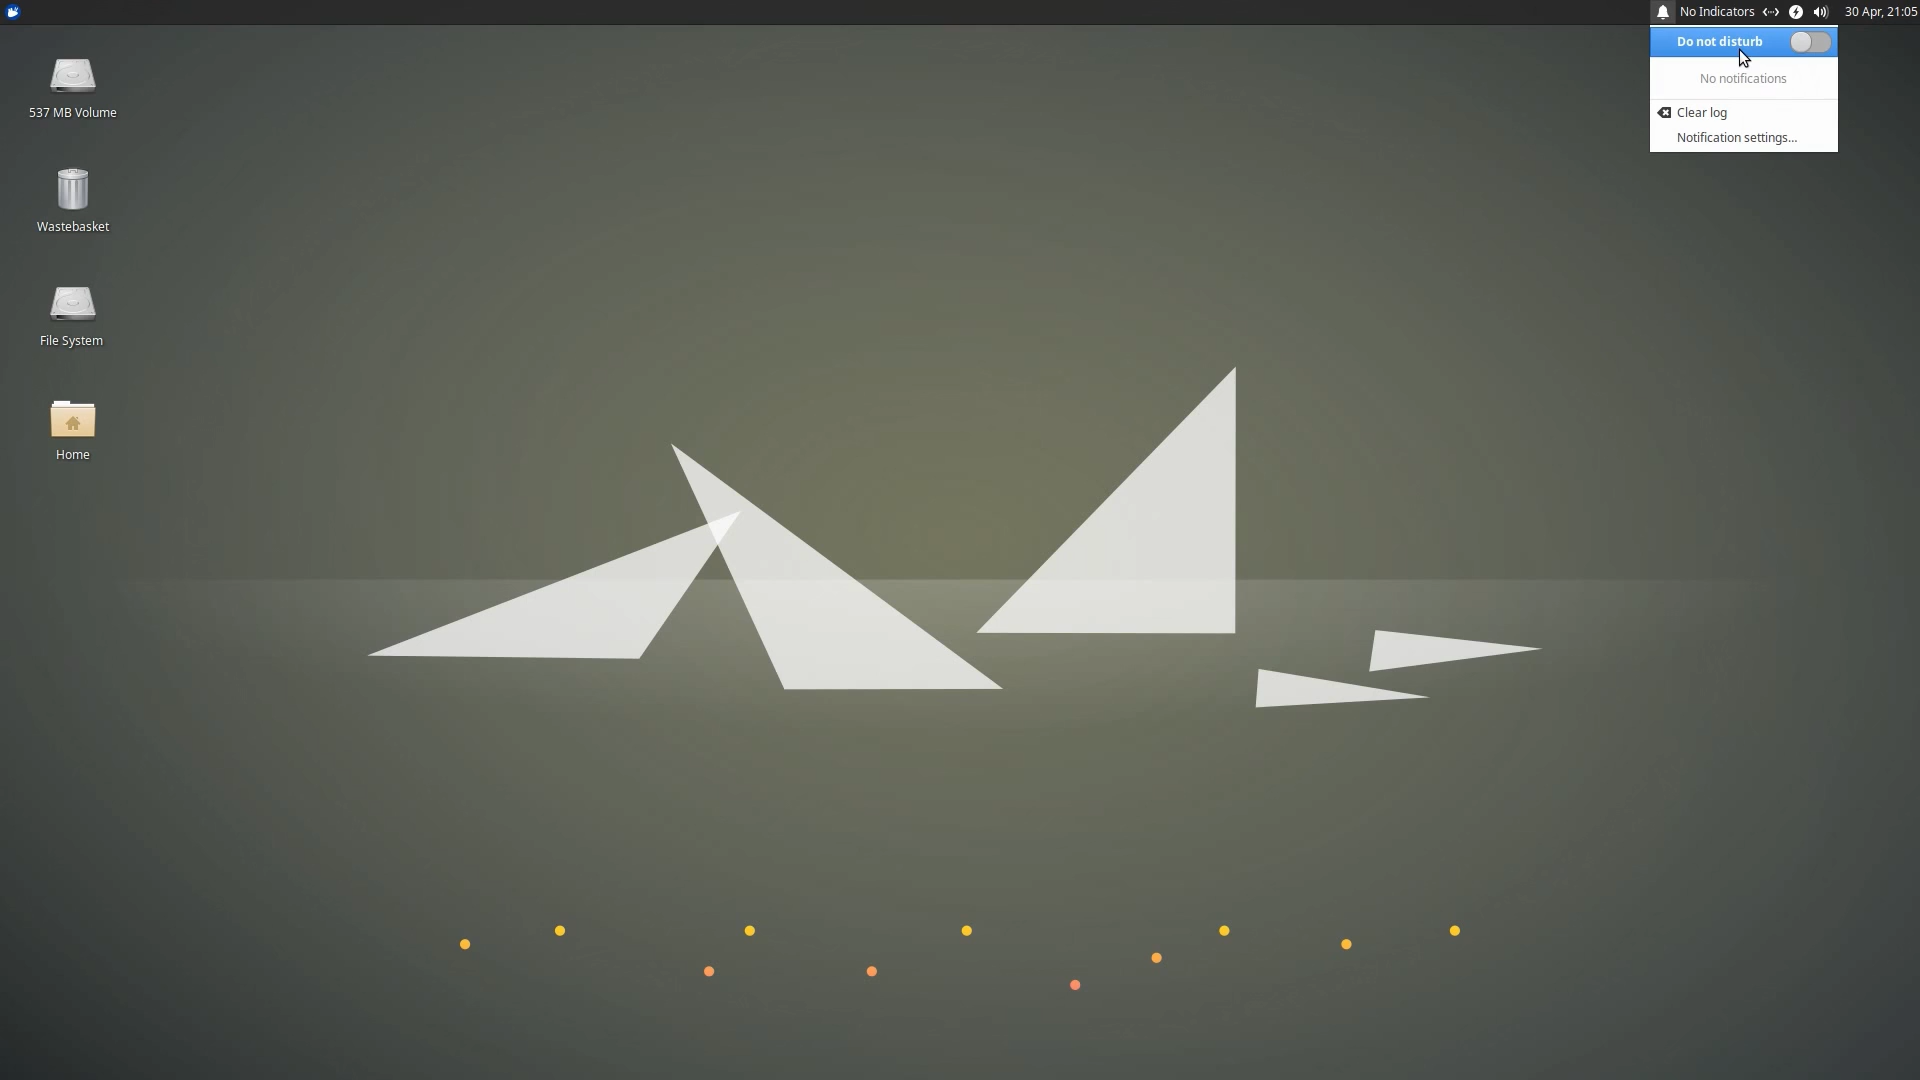 No Indicators
30 Apr, 21:05
Do not disturb
No notifications
Clear log
Notification settings...
537 MB Volume
Wastebasket
File System
Home